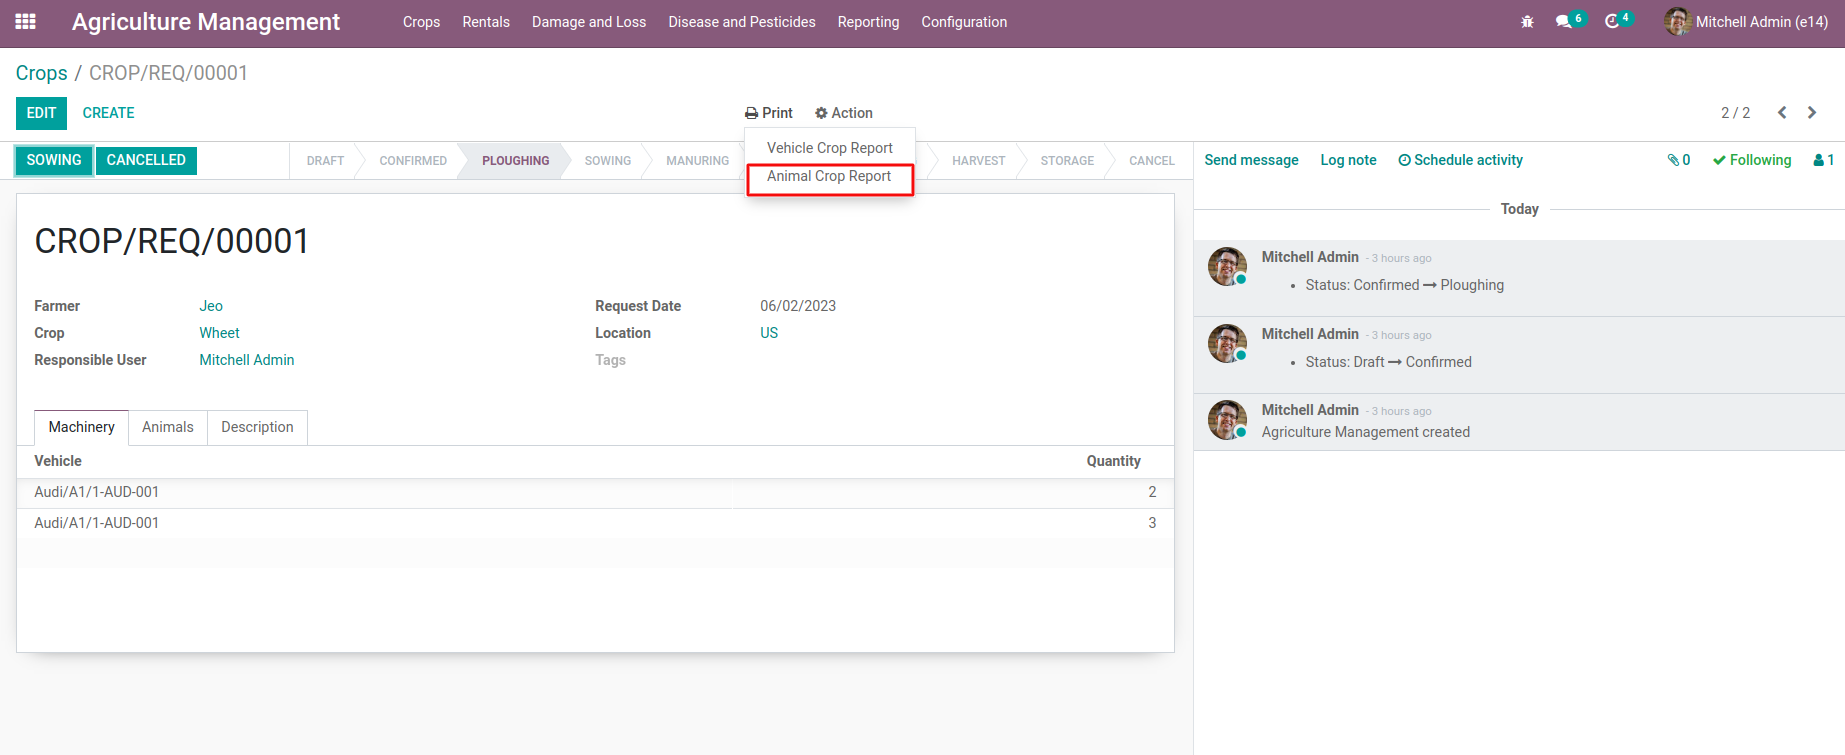 Agriculture Management
Crops Rentals Damage and Loss Disease and Pesticides Reporting Configuration
6 4 Mitchell Admin (e14)
Crops / CROP/REQ/00001
EDIT CREATE
Print Action
2 / 2
Vehicle Crop Report
Animal Crop Report
SOWING CANCELLED
DRAFT CONFIRMED PLOUGHING SOWING MANURING HARVEST STORAGE CANCEL
Send message Log note Schedule activity 0 Following 1
Today
CROP/REQ/00001
Farmer Jeo
Crop Wheet
Responsible User Mitchell Admin
Request Date 06/02/2023
Location US
Tags
Machinery Animals Description
Vehicle Quantity
Audi/A1/1-AUD-001 2
Audi/A1/1-AUD-001 3
Mitchell Admin - 3 hours ago
• Status: Confirmed → Ploughing
Mitchell Admin - 3 hours ago
• Status: Draft → Confirmed
Mitchell Admin - 3 hours ago
Agriculture Management created